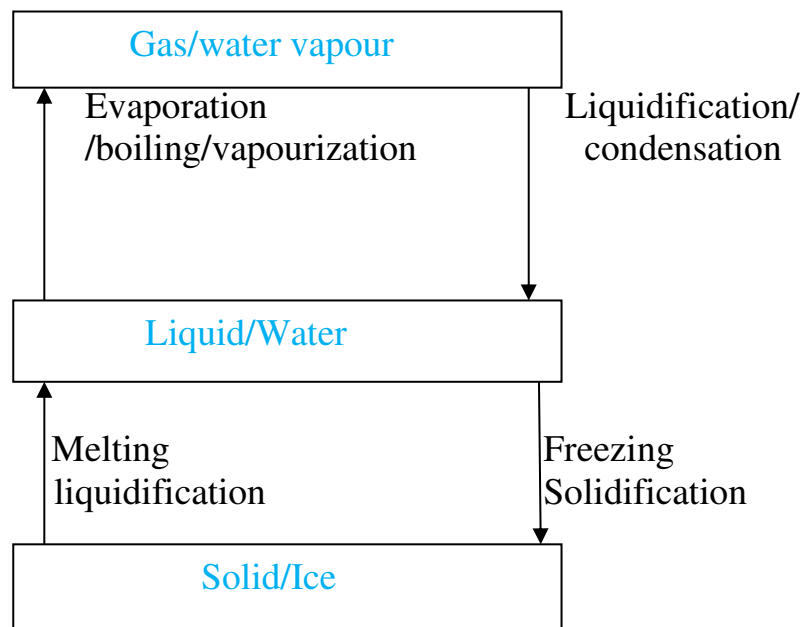 Gas/water vapour
Evaporation
/boiling/vapourization
Liquidification/
condensation
Liquid/Water
Melting
liquidification
Freezing
Solidification
Solid/Ice